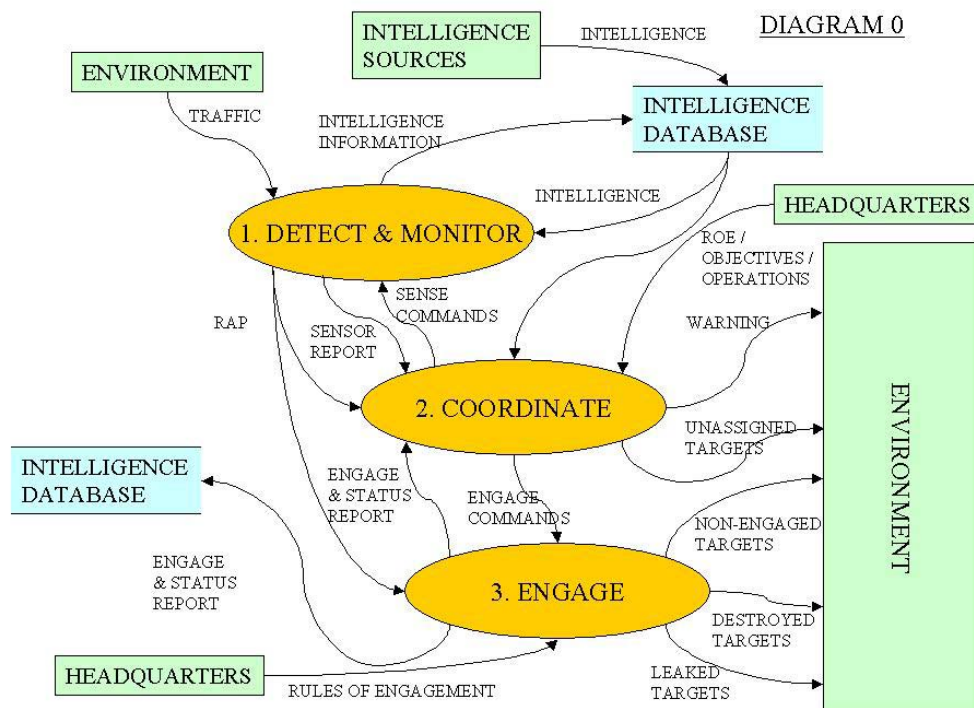 DIAGRAM 0
INTELLIGENCE
SOURCES
INTELLIGENCE
ENVIRONMENT
TRAFFIC
INTELLIGENCE
INFORMATION
INTELLIGENCE
DATABASE
INTELLIGENCE
HEADQUARTERS
1. DETECT & MONITOR
ROE /
OBJECTIVES /
OPERATIONS
SENSE
COMMANDS
RAP
SENSOR
REPORT
WARNING
2. COORDINATE
UNASSIGNED
TARGETS
ENVIRONMENT
INTELLIGENCE
DATABASE
ENGAGE
& STATUS
REPORT
ENGAGE
COMMANDS
NON-ENGAGED
TARGETS
ENGAGE
& STATUS
REPORT
3. ENGAGE
DESTROYED
TARGETS
HEADQUARTERS
RULES OF ENGAGEMENT
LEAKED
TARGETS